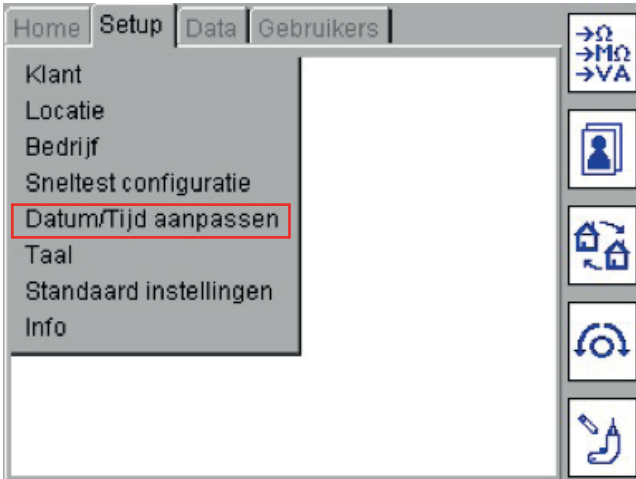 Home Setup Data Gebruikers
Klant
Locatie
Bedrijf
Sneltest configuratie
Datum/Tijd aanpassen
Taal
Standaard instellingen
Info
→Ω
→MΩ
→VA